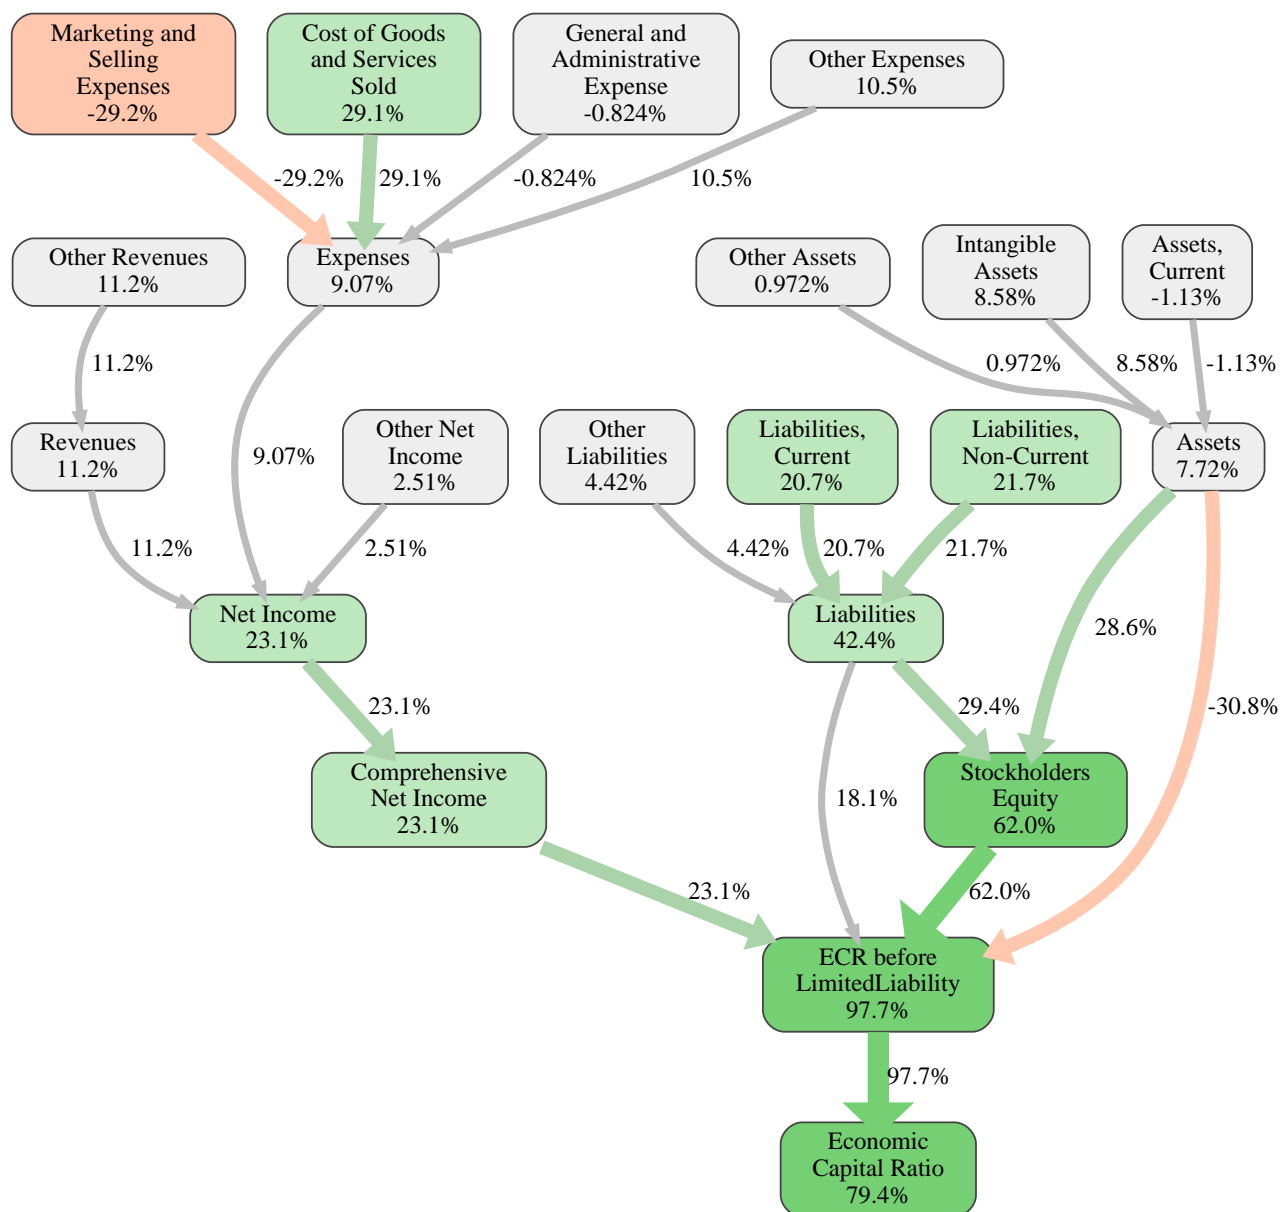 Marketing and
Selling
Expenses
-29.2%
Cost of Goods
and Services
Sold
29.1%
General and
Administrative
Expense
-0.824%
Other Expenses
10.5%
-29.2%
29.1%
-0.824%
10.5%
Other Revenues
11.2%
Expenses
9.07%
Other Assets
0.972%
Intangible
Assets
8.58%
Assets,
Current
-1.13%
11.2%
0.972%
8.58%
-1.13%
Revenues
11.2%
9.07%
Other Net
Income
2.51%
Other
Liabilities
4.42%
Liabilities,
Current
20.7%
Liabilities,
Non-Current
21.7%
Assets
7.72%
11.2%
2.51%
4.42%
20.7%
21.7%
Net Income
23.1%
Liabilities
42.4%
28.6%
23.1%
29.4%
-30.8%
Comprehensive
Net Income
23.1%
18.1%
Stockholders
Equity
62.0%
23.1%
62.0%
ECR before
LimitedLiability
97.7%
97.7%
Economic
Capital Ratio
79.4%